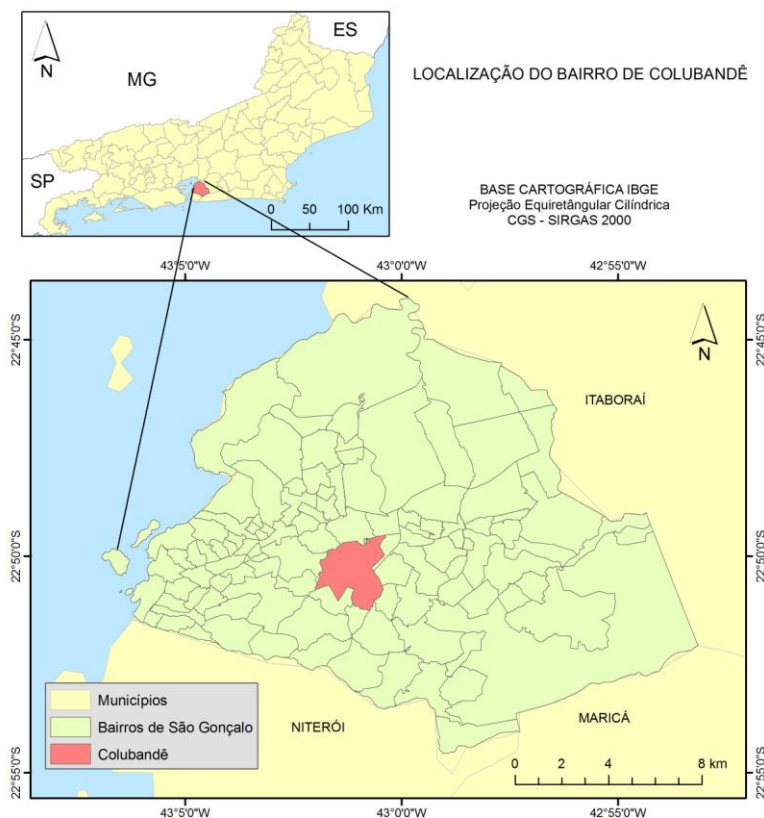 ES
MG
N
SP
0 50 100 Km
LOCALIZAÇÃO DO BAIRRO DE COLUBANDÊ
BASE CARTOGRÁFICA IBGE
Projeção Equiretângular Cilíndrica
CGS - SIRGAS 2000
43°5'0"W 43°0'0"W 42°55'0"W
22°45'0"S 22°45'0"S
N
ITABORAÍ
22°50'0"S 22°50'0"S
Municípios
Bairros de São Gonçalo
Colubandê
NITERÓI
MARICÁ
0 2 4 8 km
22°55'0"S 22°55'0"S
43°5'0"W 43°0'0"W 42°55'0"W